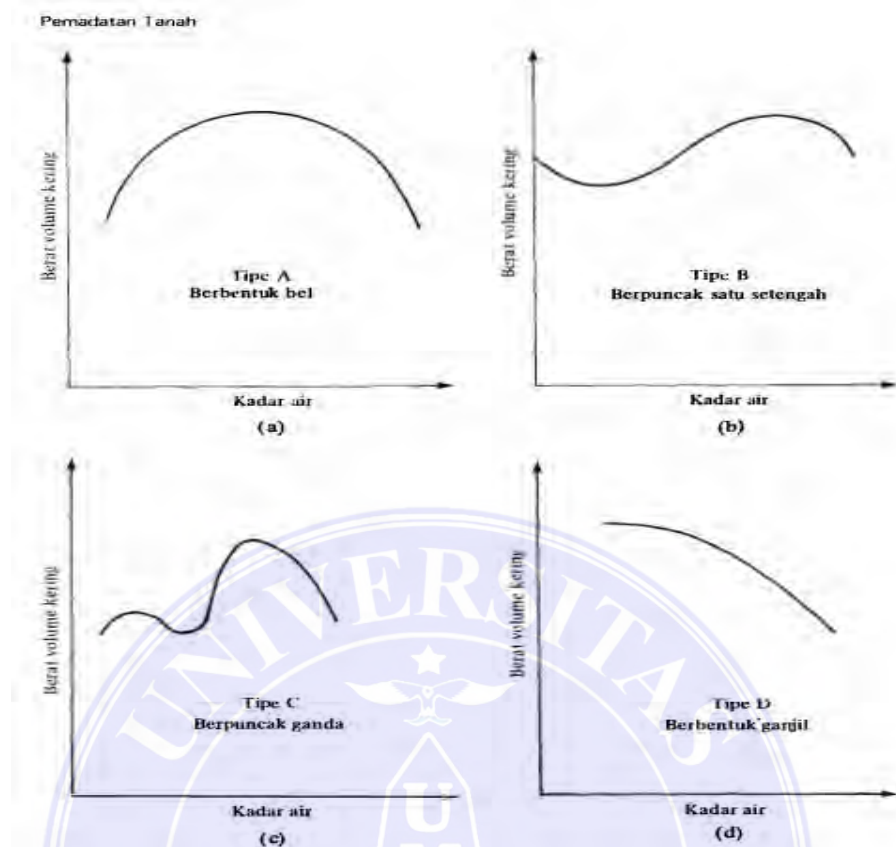 Pemadatan Tanah
Berat volume kering
Tipe A
Berbentuk bel
Kadar air
(a)
Berat volume kering
Tipe B
Berpuncak satu setengah
Kadar air
(b)
Berat volume kering
Tipe C
Berpuncak ganda
Kadar air
(c)
Berat volume kering
Tipe D
Berbentuk ganjil
Kadar air
(d)
UNIVERSITAS
U